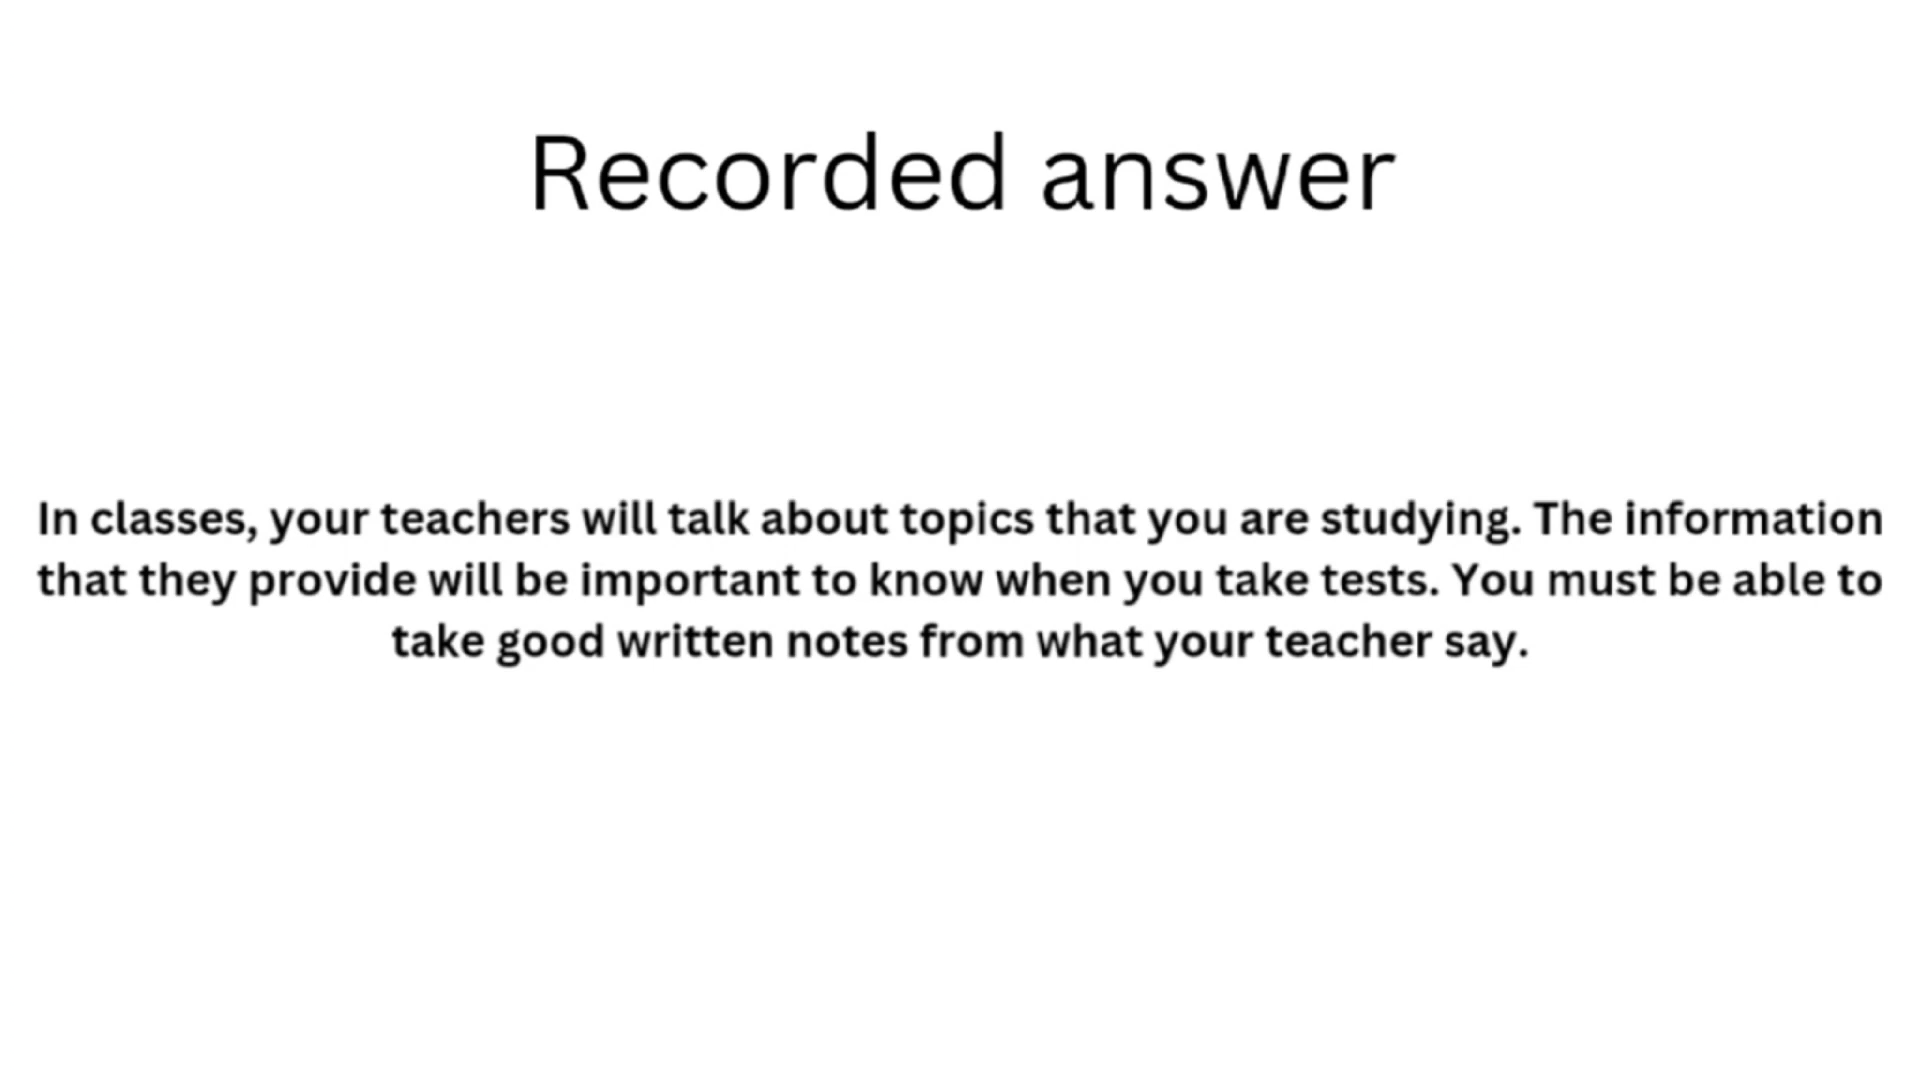 Recorded answer
In classes, your teachers will talk about topics that you are studying. The information
that they provide will be important to know when you take tests. You must be able to
take good written notes from what your teacher say.